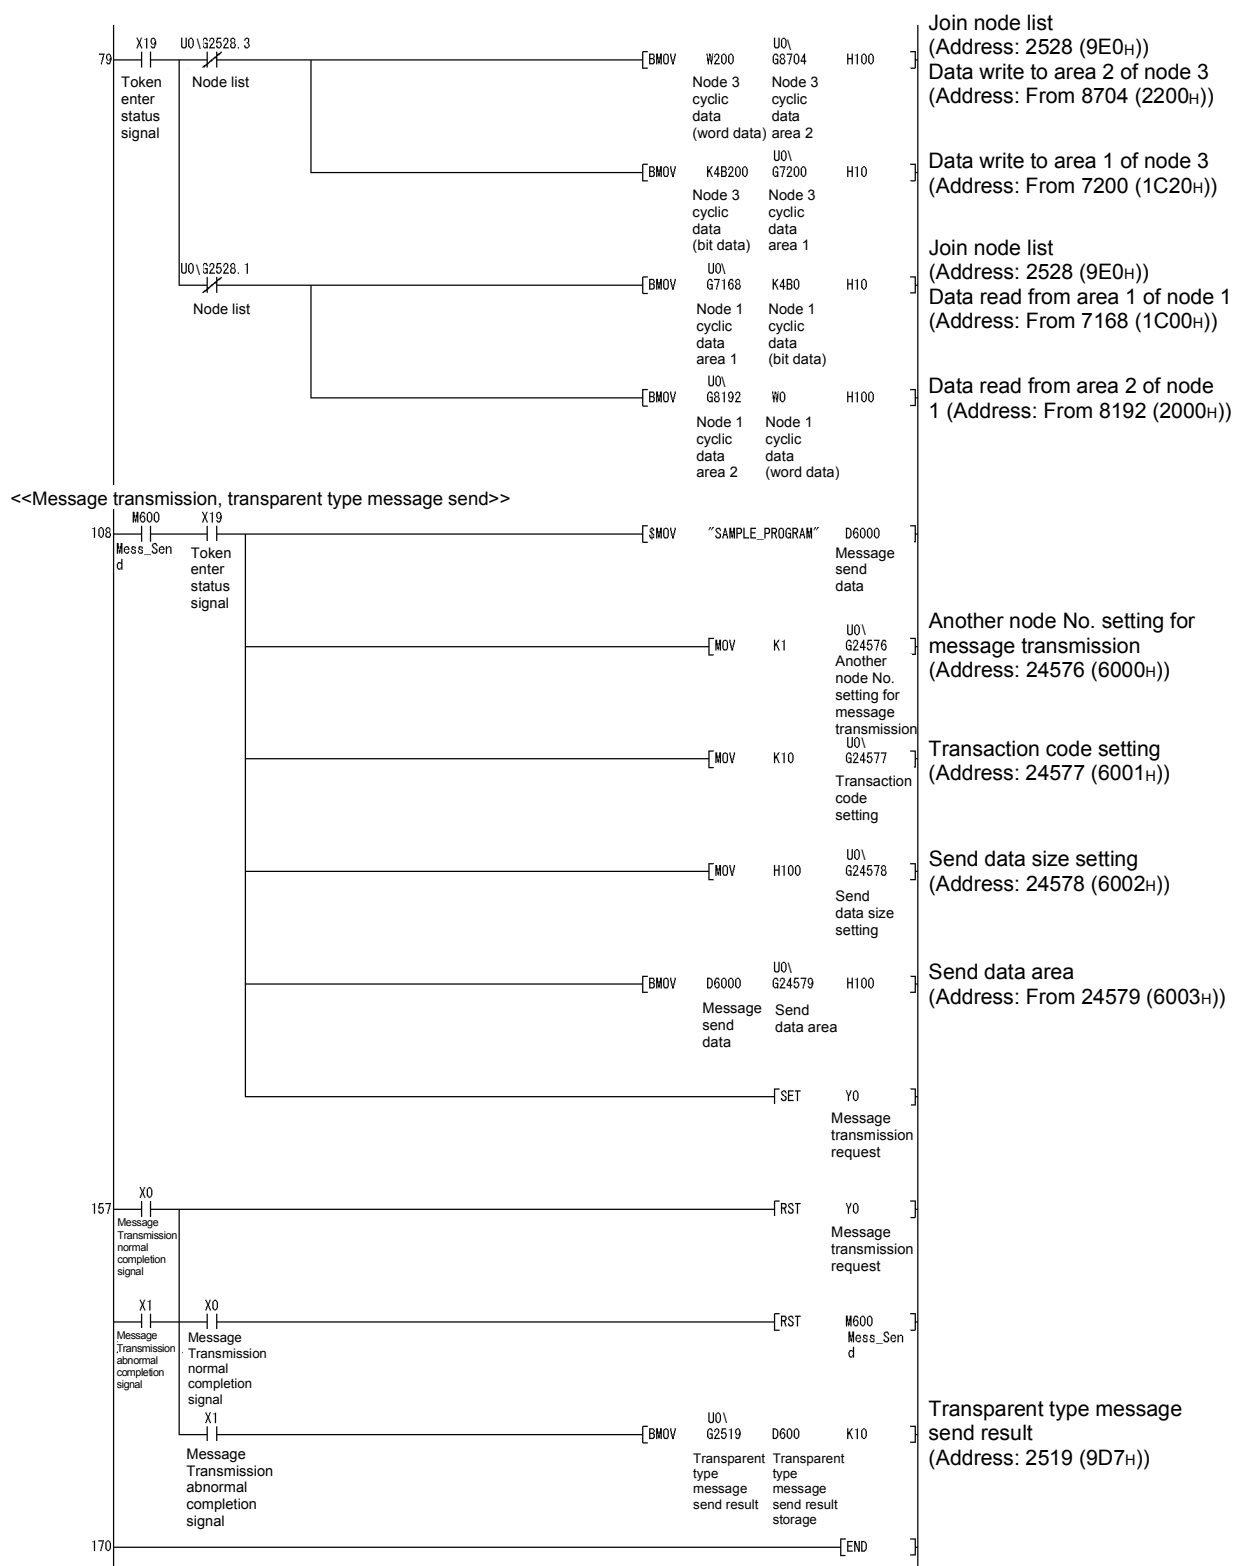 Join node list
(Address: 2528 (9E0H))
Data write to area 2 of node 3
(Address: From 8704 (2200H))
79
X19
U0\G2528.3
U0\
[BMOV W200 G8704 H100 ]
Token
enter
status
signal
Node list
Node 3
cyclic
data
(word data)
Node 3
cyclic
data
area 2
U0\
[BMOV K4B200 G7200 H10 ]
Node 3
cyclic
data
(bit data)
Node 3
cyclic
data
area 1
Data write to area 1 of node 3
(Address: From 7200 (1C20H))
Join node list
(Address: 2528 (9E0H))
Data read from area 1 of node 1
(Address: From 7168 (1C00H))
U0\G2528.1
Node list
U0\
[BMOV G7168 K4B0 H10 ]
Node 1
cyclic
data
area 1
Node 1
cyclic
data
(bit data)
U0\
[BMOV G8192 W0 H100 ]
Node 1
cyclic
data
area 2
Node 1
cyclic
data
(word data)
Data read from area 2 of node
1 (Address: From 8192 (2000H))
<<Message transmission, transparent type message send>>
108
M600
Mess_Sen
d
X19
Token
enter
status
signal
[$MOV "SAMPLE_PROGRAM" D6000 ]
Message
send
data
U0\
[MOV K1 G24576 ]
Another
node No.
setting for
message
transmission
Another node No. setting for
message transmission
(Address: 24576 (6000H))
U0\
[MOV K10 G24577 ]
Transaction
code
setting
Transaction code setting
(Address: 24577 (6001H))
U0\
[MOV H100 G24578 ]
Send
data size
setting
Send data size setting
(Address: 24578 (6002H))
U0\
[BMOV D6000 G24579 H100 ]
Message
send
data
Send
data area
Send data area
(Address: From 24579 (6003H))
[SET Y0 ]
Message
transmission
request
157
X0
Message
Transmission
normal
completion
signal
[RST Y0 ]
Message
transmission
request
X1
Message
Transmission
abnormal
completion
signal
X0
Message
Transmission
normal
completion
signal
[RST M600 ]
Mess_Sen
d
X1
Message
Transmission
abnormal
completion
signal
U0\
[BMOV G2519 D600 K10 ]
Transparent
type
message
send result
Transparent
type
message
send result
storage
Transparent type message
send result
(Address: 2519 (9D7H))
170
[END ]